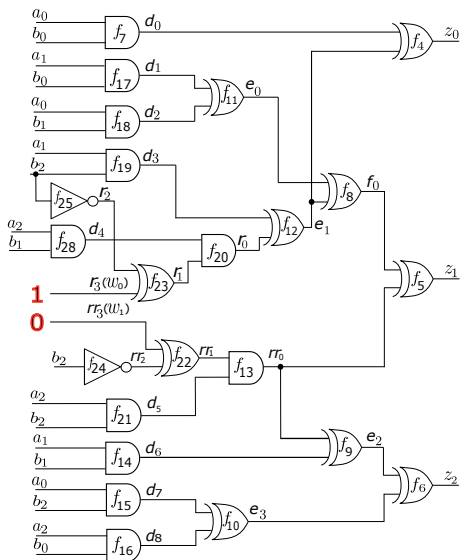 a₀ d₀ z₀
b₀ f₇ f₄
a₁ d₁
b₀ f₁₇ e₀
f₁₁
a₀ d₂
b₁ f₁₈
a₁ d₃
b₂ f₁₉ f₈ f₀
f₂₅ r₂ f₁₂ e₁
a₂ d₄ r₀
b₁ f₂₈ f₂₀
r₁
f₂₃ z₁
1 r₃(w₀) f₅
0 rr₃(w₁)
b₂ f₂₄ rr₂ f₂₂ rr₁ f₁₃ rr₀
a₂ d₅
b₂ f₂₁
a₁ d₆ f₉ e₂
b₁ f₁₄
a₀ d₇ f₆ z₂
b₂ f₁₅ f₁₀ e₃
a₂ d₈
b₀ f₁₆